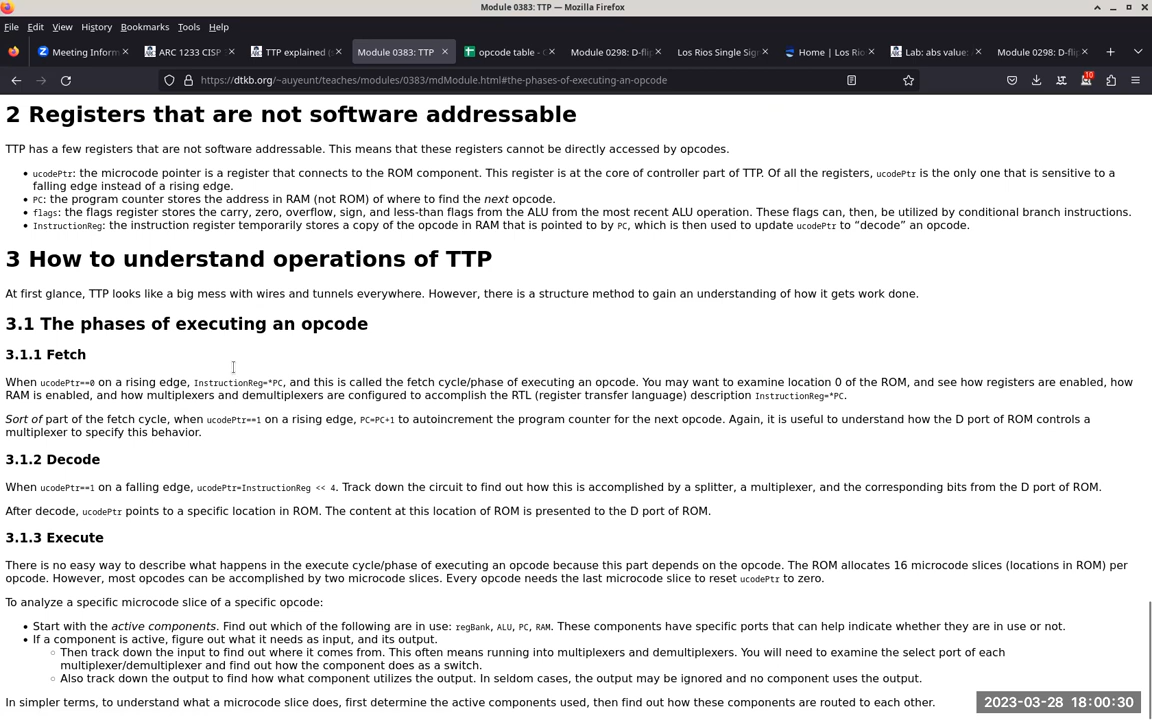 Module 0383: TTP — Mozilla Firefox
File Edit View History Bookmarks Tools Help
Meeting Inform
ARC 1233 CISP
TTP explained
Module 0383: TTP
opcode table -
Module 0298: D-fli
Los Rios Single Sig
Home | Los Rio
Lab: abs value:
Module 0298: D-fli
https://dtkb.org/~auyeunt/teaches/modules/0383/mdModule.html#the-phases-of-executing-an-opcode
10
2 Registers that are not software addressable
TTP has a few registers that are not software addressable. This means that these registers cannot be directly accessed by opcodes.
• ucodePtr: the microcode pointer is a register that connects to the ROM component. This register is at the core of controller part of TTP. Of all the registers, ucodePtr is the only one that is sensitive to a
falling edge instead of a rising edge.
• PC: the program counter stores the address in RAM (not ROM) of where to find the next opcode.
• flags: the flags register stores the carry, zero, overflow, sign, and less-than flags from the ALU from the most recent ALU operation. These flags can, then, be utilized by conditional branch instructions.
• InstructionReg: the instruction register temporarily stores a copy of the opcode in RAM that is pointed to by PC, which is then used to update ucodePtr to “decode” an opcode.
3 How to understand operations of TTP
At first glance, TTP looks like a big mess with wires and tunnels everywhere. However, there is a structure method to gain an understanding of how it gets work done.
3.1 The phases of executing an opcode
3.1.1 Fetch
When ucodePtr==0 on a rising edge, InstructionReg=*PC, and this is called the fetch cycle/phase of executing an opcode. You may want to examine location 0 of the ROM, and see how registers are enabled, how
RAM is enabled, and how multiplexers and demultiplexers are configured to accomplish the RTL (register transfer language) description InstructionReg=*PC.
Sort of part of the fetch cycle, when ucodePtr==1 on a rising edge, PC=PC+1 to autoincrement the program counter for the next opcode. Again, it is useful to understand how the D port of ROM controls a
multiplexer to specify this behavior.
3.1.2 Decode
When ucodePtr==1 on a falling edge, ucodePtr=InstructionReg << 4. Track down the circuit to find out how this is accomplished by a splitter, a multiplexer, and the corresponding bits from the D port of ROM.
After decode, ucodePtr points to a specific location in ROM. The content at this location of ROM is presented to the D port of ROM.
3.1.3 Execute
There is no easy way to describe what happens in the execute cycle/phase of executing an opcode because this part depends on the opcode. The ROM allocates 16 microcode slices (locations in ROM) per
opcode. However, most opcodes can be accomplished by two microcode slices. Every opcode needs the last microcode slice to reset ucodePtr to zero.
To analyze a specific microcode slice of a specific opcode:
• Start with the active components. Find out which of the following are in use: regBank, ALU, PC, RAM. These components have specific ports that can help indicate whether they are in use or not.
• If a component is active, figure out what it needs as input, and its output.
◦ Then track down the input to find out where it comes from. This often means running into multiplexers and demultiplexers. You will need to examine the select port of each
multiplexer/demultiplexer and find out how the component does as a switch.
◦ Also track down the output to find how what component utilizes the output. In seldom cases, the output may be ignored and no component uses the output.
In simpler terms, to understand what a microcode slice does, first determine the active components used, then find out how these components are routed to each other.
2023-03-28 18:00:30